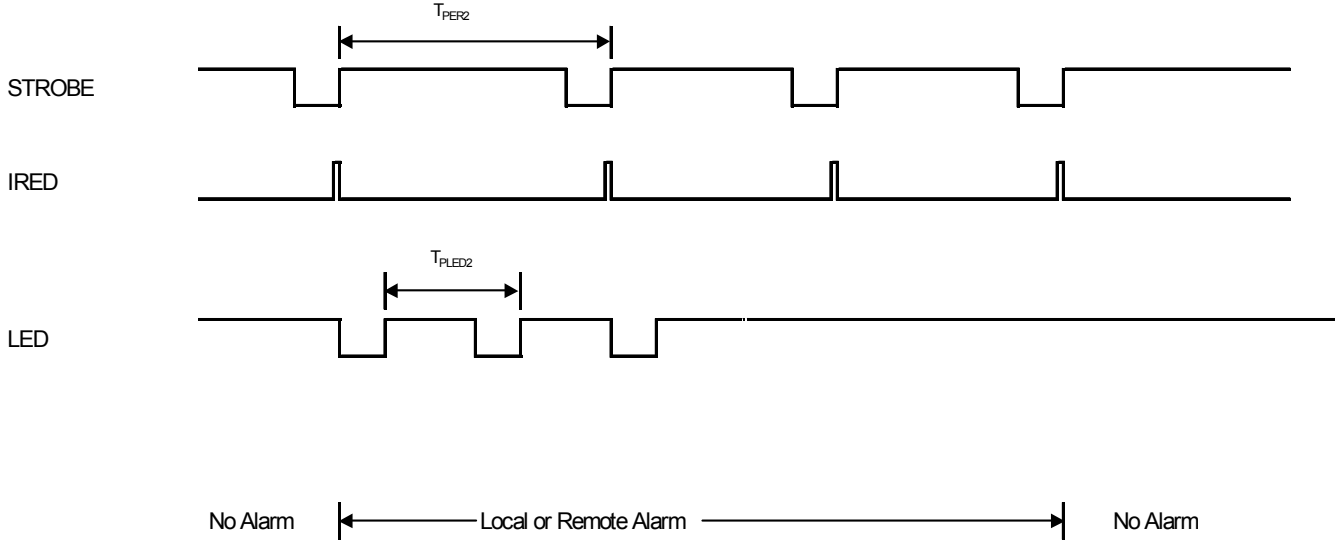 TPER2
STROBE
IRED
TPLED2
LED
No Alarm
Local or Remote Alarm
No Alarm